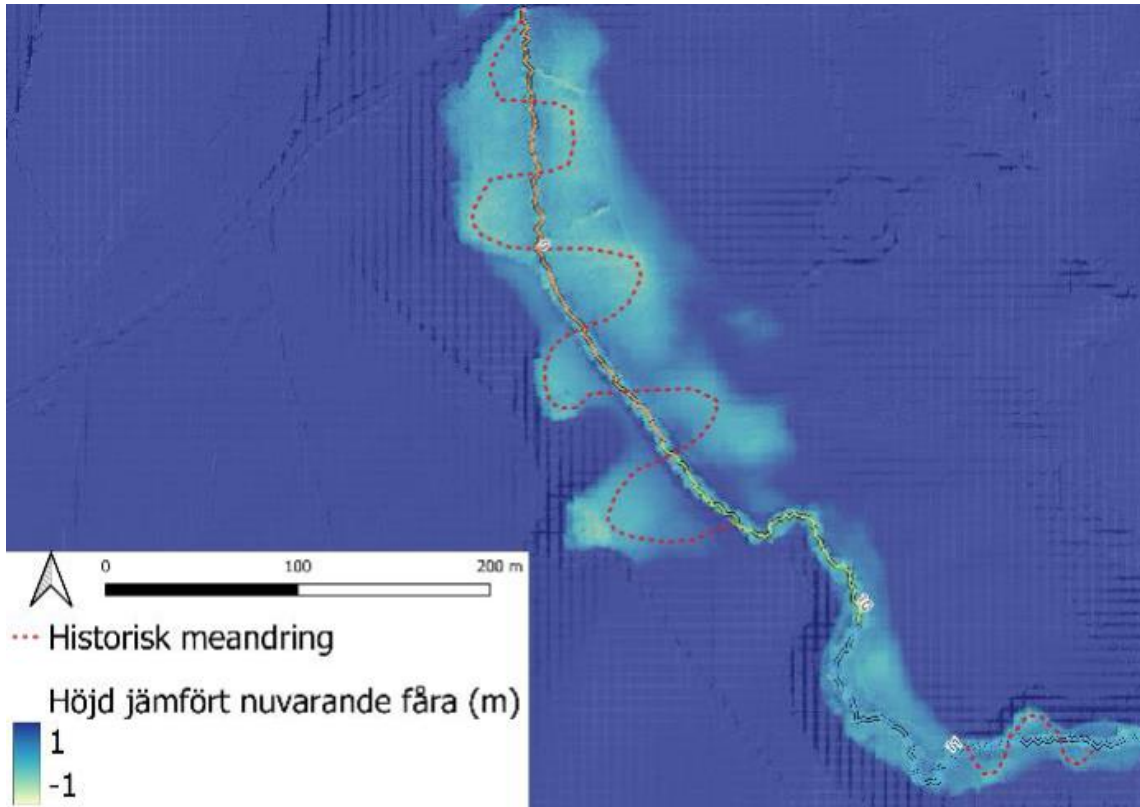 0 100 200 m
Historisk meandring
Höjd jämfört nuvarande fåra (m)
1
-1